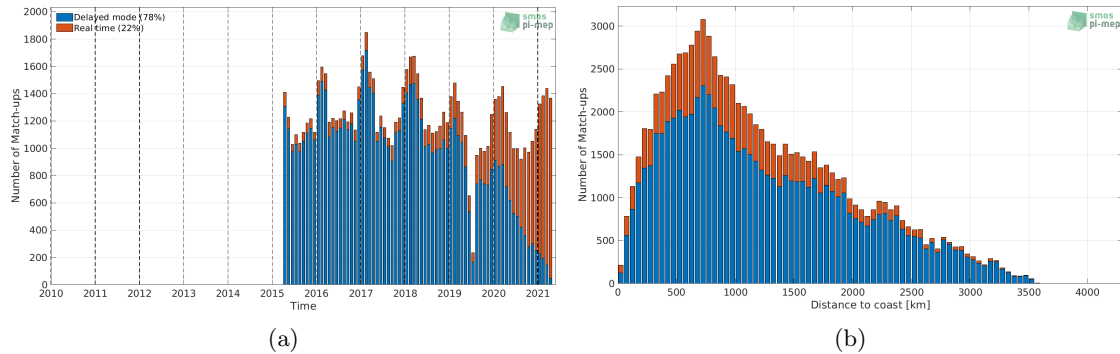 Delayed mode (78%)
Real time (22%)
smos
pi-mep
Number of Match-ups
2000
1800
1600
1400
1200
1000
800
600
400
200
0
2010 2011 2012 2013 2014 2015 2016 2017 2018 2019 2020 2021
Time
(a)
smos
pi-mep
Number of Match-ups
3000
2500
2000
1500
1000
500
0
0 500 1000 1500 2000 2500 3000 3500 4000
Distance to coast [km]
(b)